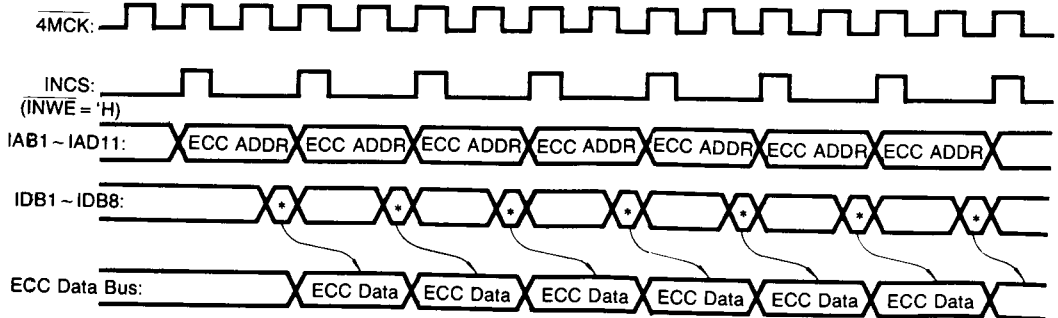 4MCK:
INCS:
(INWE = 'H)
IAB1 ~ IAD11: ECC ADDR ECC ADDR ECC ADDR ECC ADDR ECC ADDR ECC ADDR ECC ADDR
IDB1 ~ IDB8: * * * * * * *
ECC Data Bus: ECC Data ECC Data ECC Data ECC Data ECC Data ECC Data